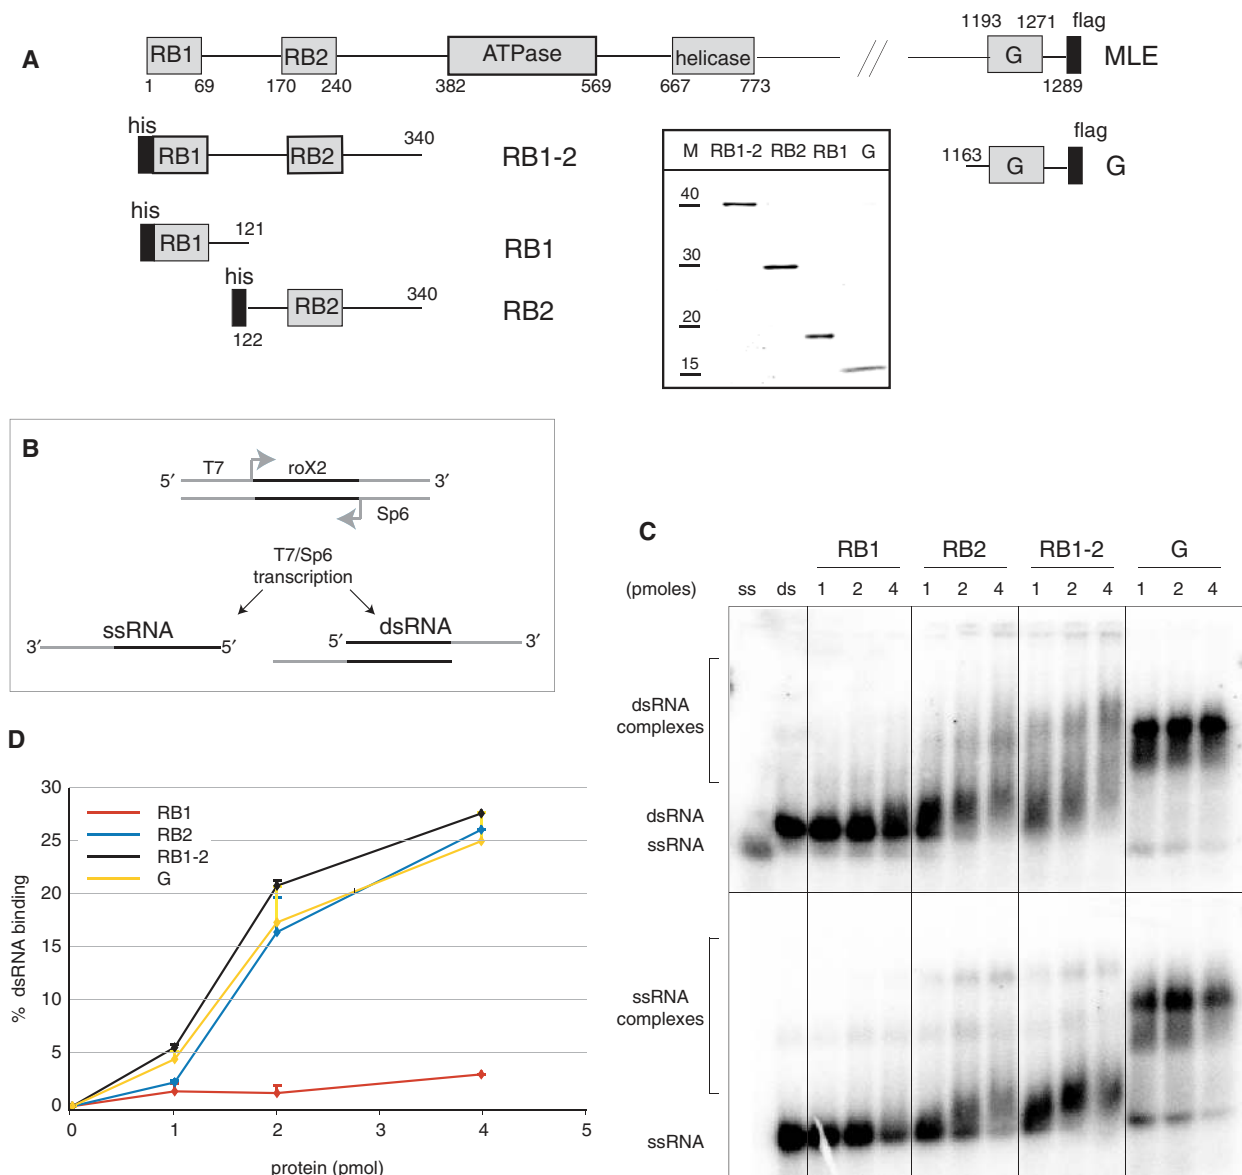 A
RB1
RB2
ATPase
helicase
1193 1271 flag
G
MLE
1 69 170 240 382 569 667 773 1289
his
RB1
RB2
340
RB1-2
his
RB1
121
RB1
his
RB2
340
122
RB2
M RB1-2 RB2 RB1 G
40
30
20
15
flag
1163
G
G
B
5′ T7 roX2 3′
Sp6
T7/Sp6
transcription
3′ ssRNA 5′
5′ dsRNA 3′
C
RB1 RB2 RB1-2 G
(pmoles) ss ds 1 2 4 1 2 4 1 2 4 1 2 4
dsRNA
complexes
dsRNA
ssRNA
ssRNA
complexes
ssRNA
D
% dsRNA binding
30
25
20
15
10
5
0
RB1
RB2
RB1-2
G
0 1 2 3 4 5
protein (pmol)